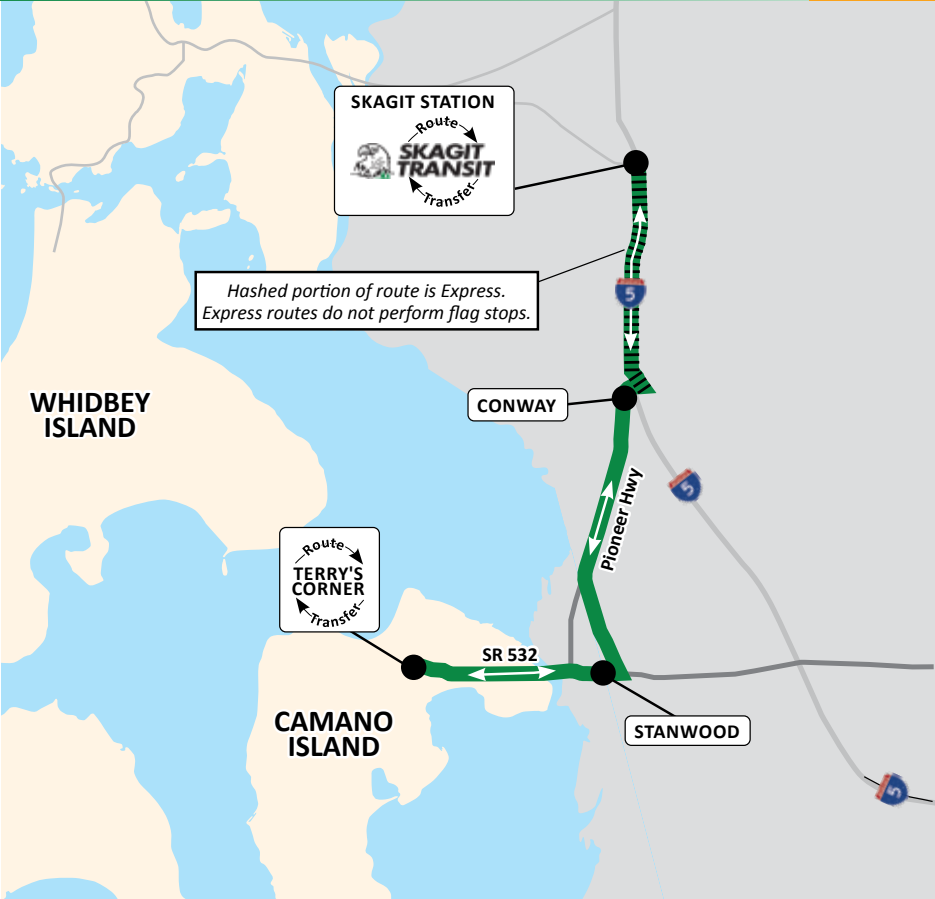 SKAGIT STATION
Route
SKAGIT
TRANSIT
Transfer
Hashed portion of route is Express.
Express routes do not perform flag stops.
5
WHIDBEY
ISLAND
CONWAY
5
Pioneer Hwy
Route
TERRY'S
CORNER
Transfer
SR 532
CAMANO
ISLAND
STANWOOD
5